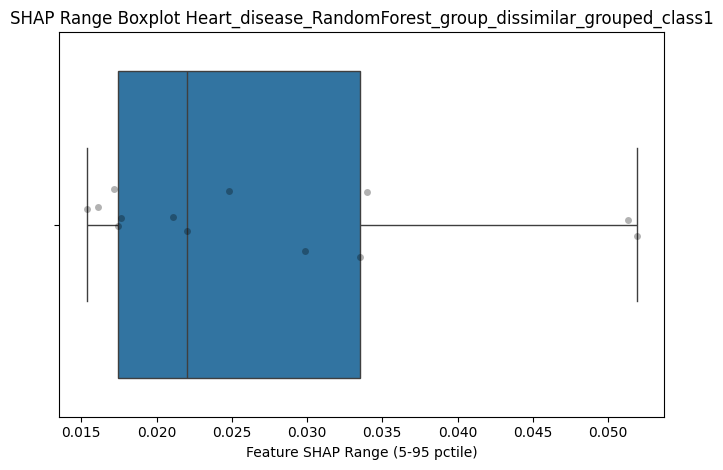 SHAP Range Boxplot Heart_disease_RandomForest_group_dissimilar_grouped_class1
0.015 0.020 0.025 0.030 0.035 0.040 0.045 0.050
Feature SHAP Range (5-95 pctile)